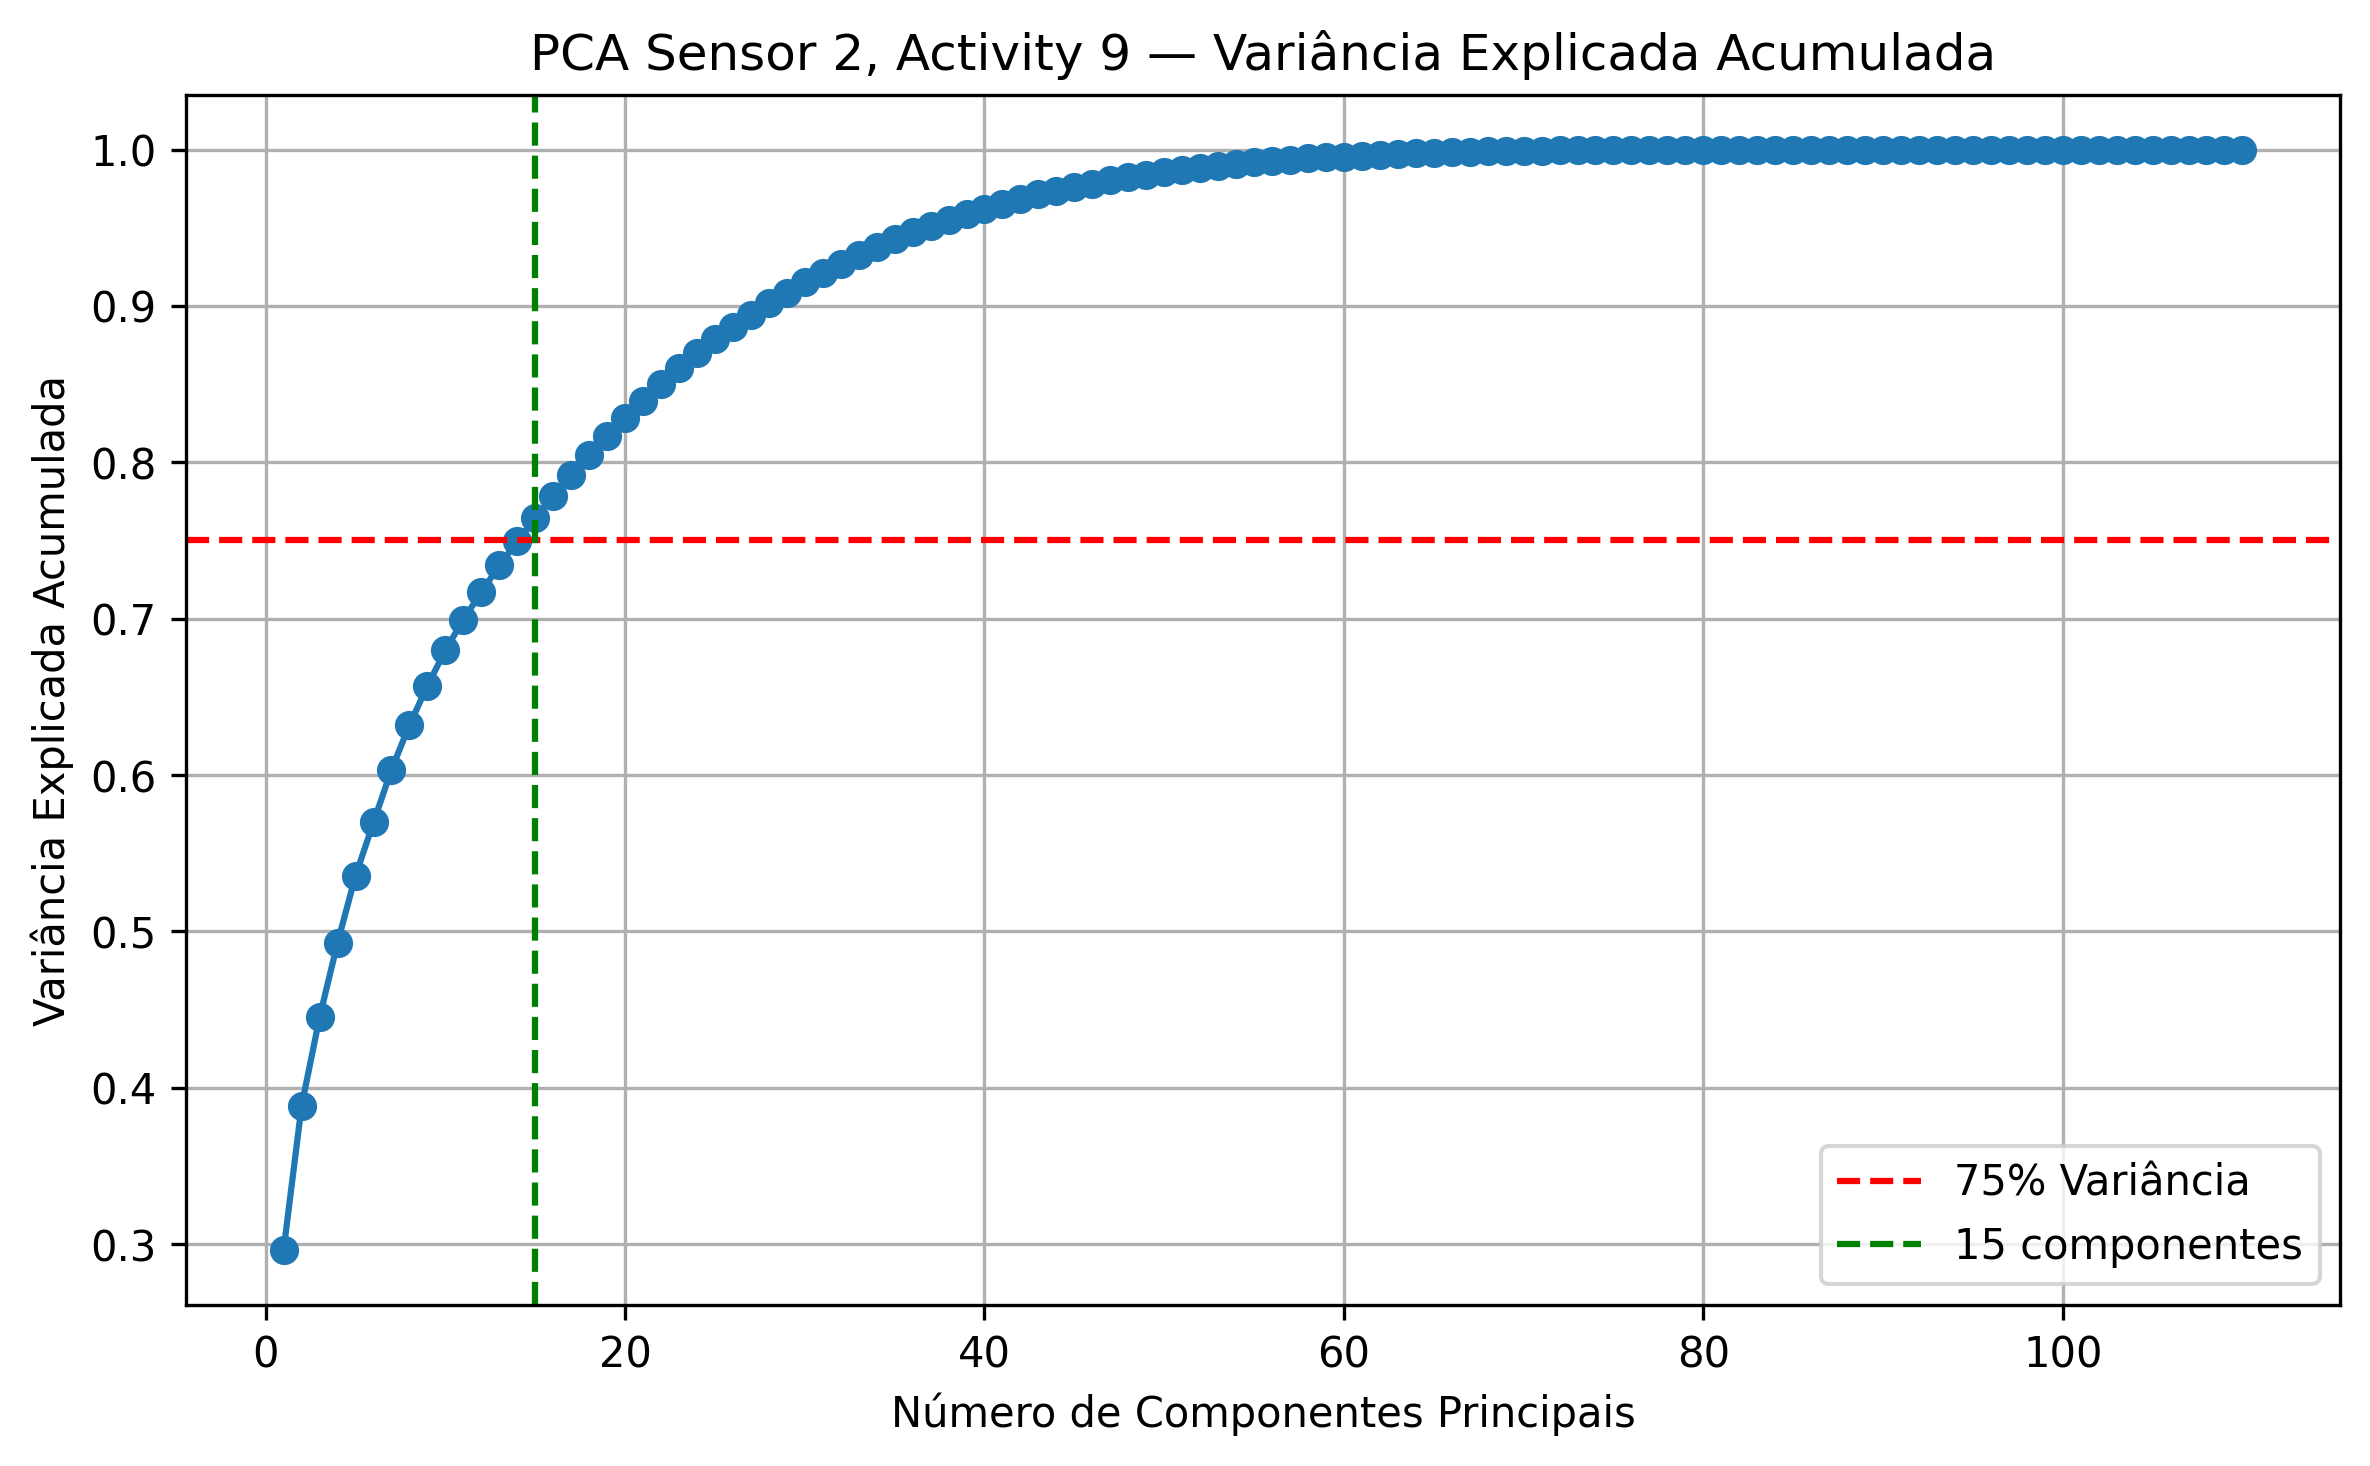 PCA Sensor 2, Activity 9 — Variância Explicada Acumulada
Variância Explicada Acumulada
1.0
0.9
0.8
0.7
0.6
0.5
0.4
0.3
75% Variância
15 componentes
0 20 40 60 80 100
Número de Componentes Principais